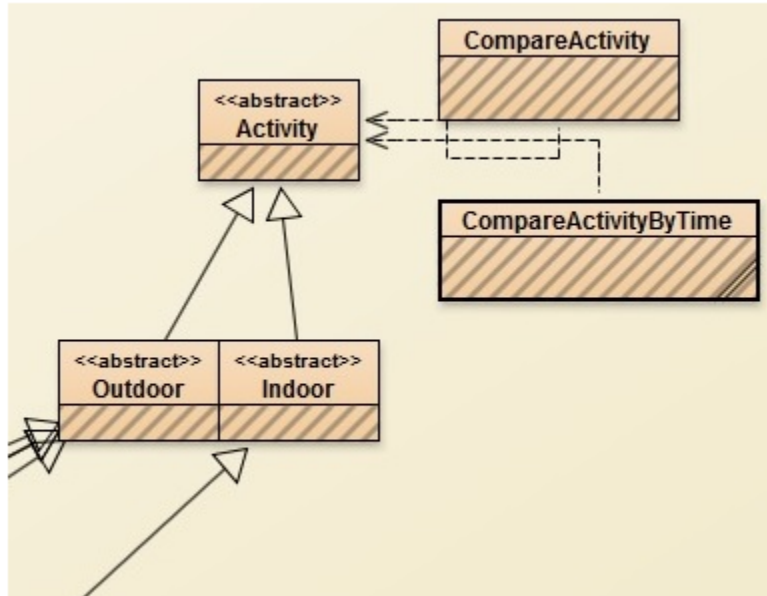 CompareActivity
<<abstract>>
Activity
CompareActivityByTime
<<abstract>>
Outdoor
<<abstract>>
Indoor